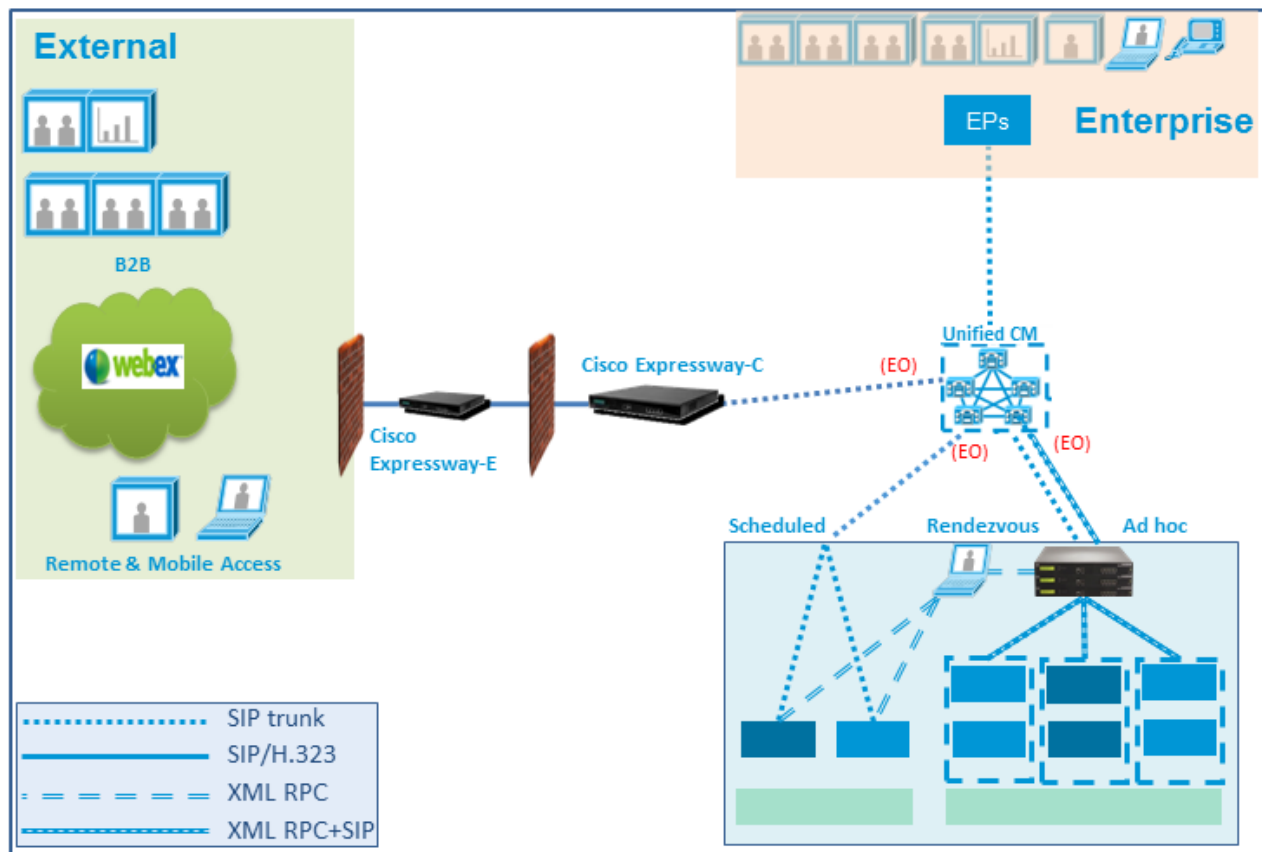 External
B2B
webex
Remote & Mobile Access
Cisco
Expressway-E
Cisco Expressway-C
EPs
Enterprise
Unified CM
(EO)
(EO)
(EO)
Scheduled
Rendezvous
Ad hoc
SIP trunk
SIP/H.323
XML RPC
XML RPC+SIP